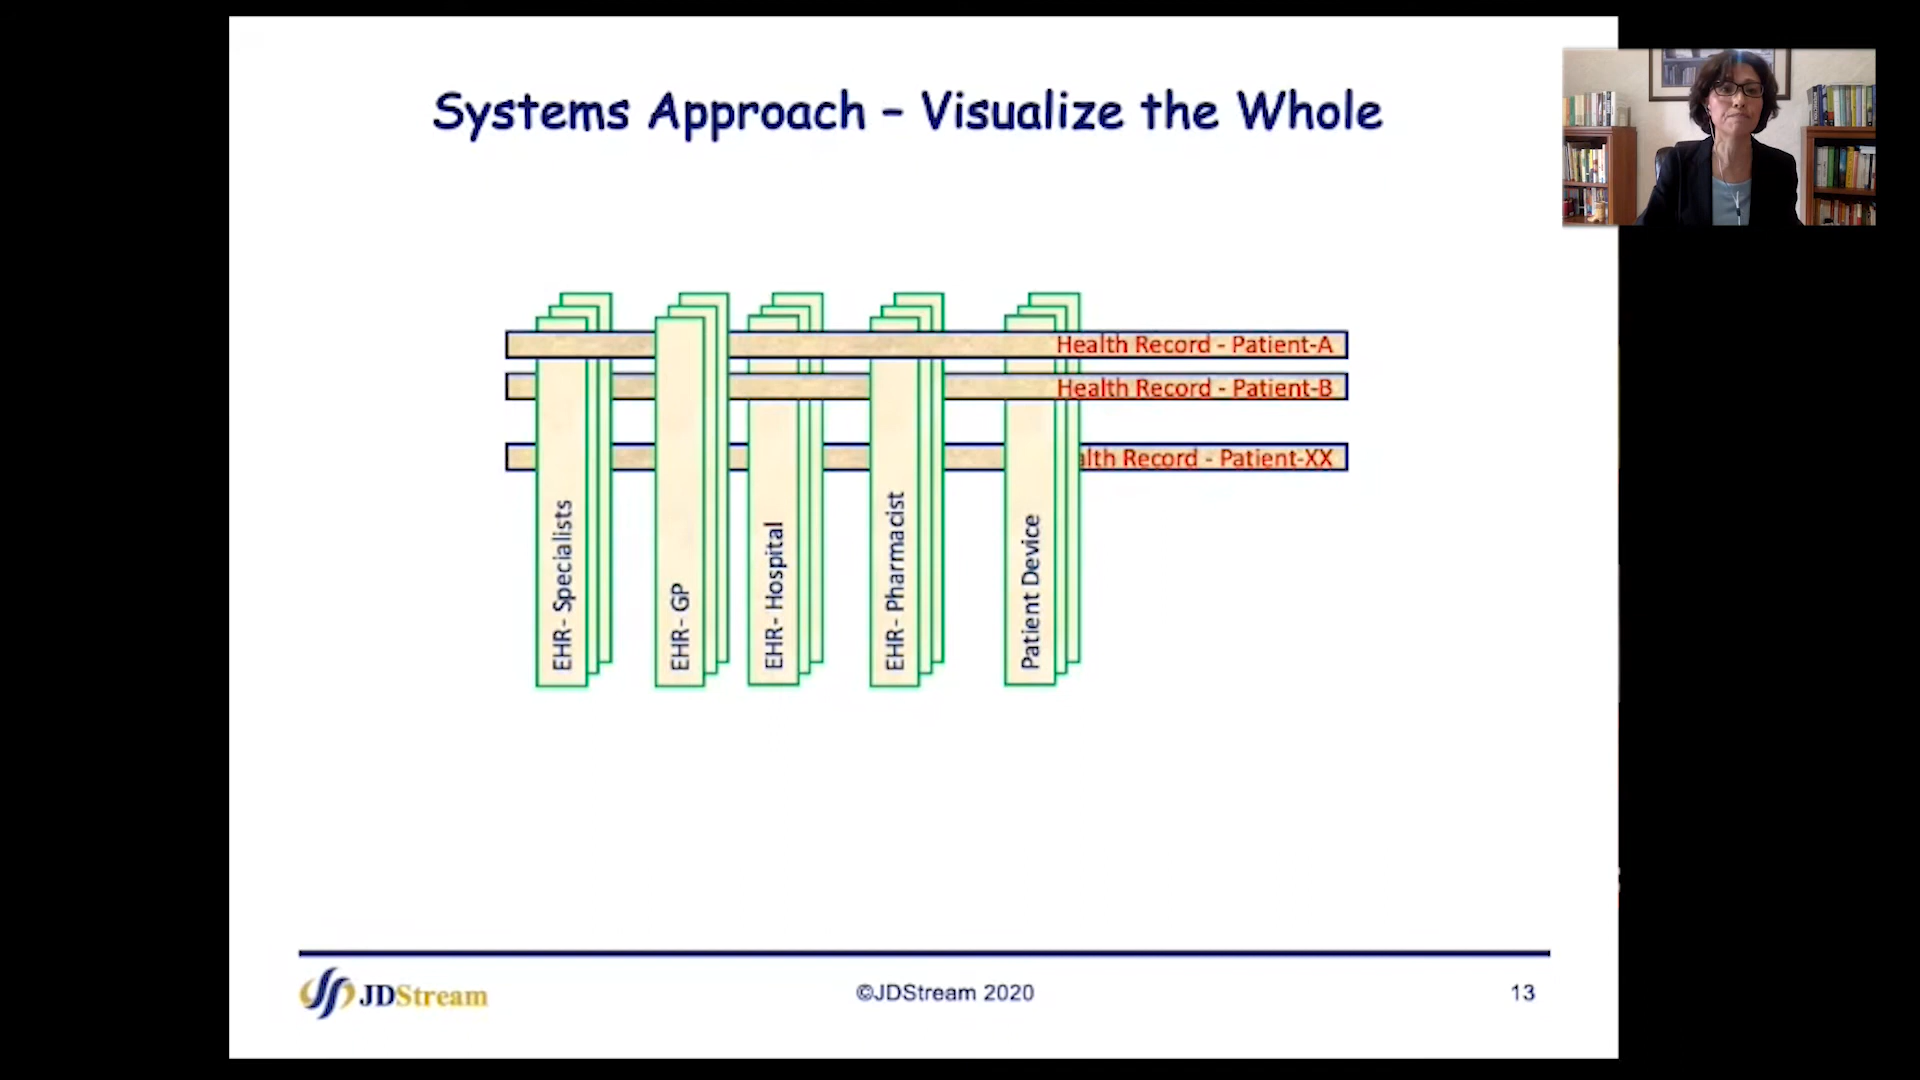 Systems Approach – Visualize the Whole
Health Record - Patient-A
Health Record - Patient-B
alth Record - Patient-XX
EHR- Specialists
EHR- GP
EHR- Hospital
EHR- Pharmacist
Patient Device
JDStream
©JDStream 2020
13